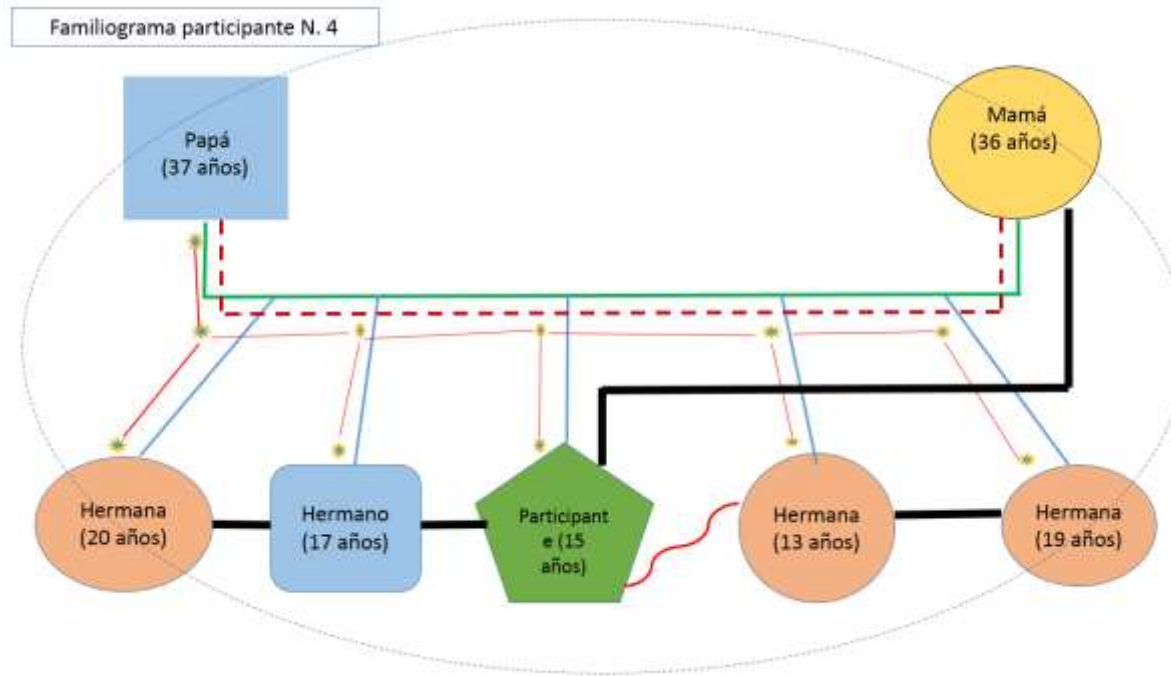 Familiograma participante N. 4
Papá
(37 años)
Mamá
(36 años)
Hermana
(20 años)
Hermano
(17 años)
Participant
e (15
años)
Hermana
(13 años)
Hermana
(19 años)